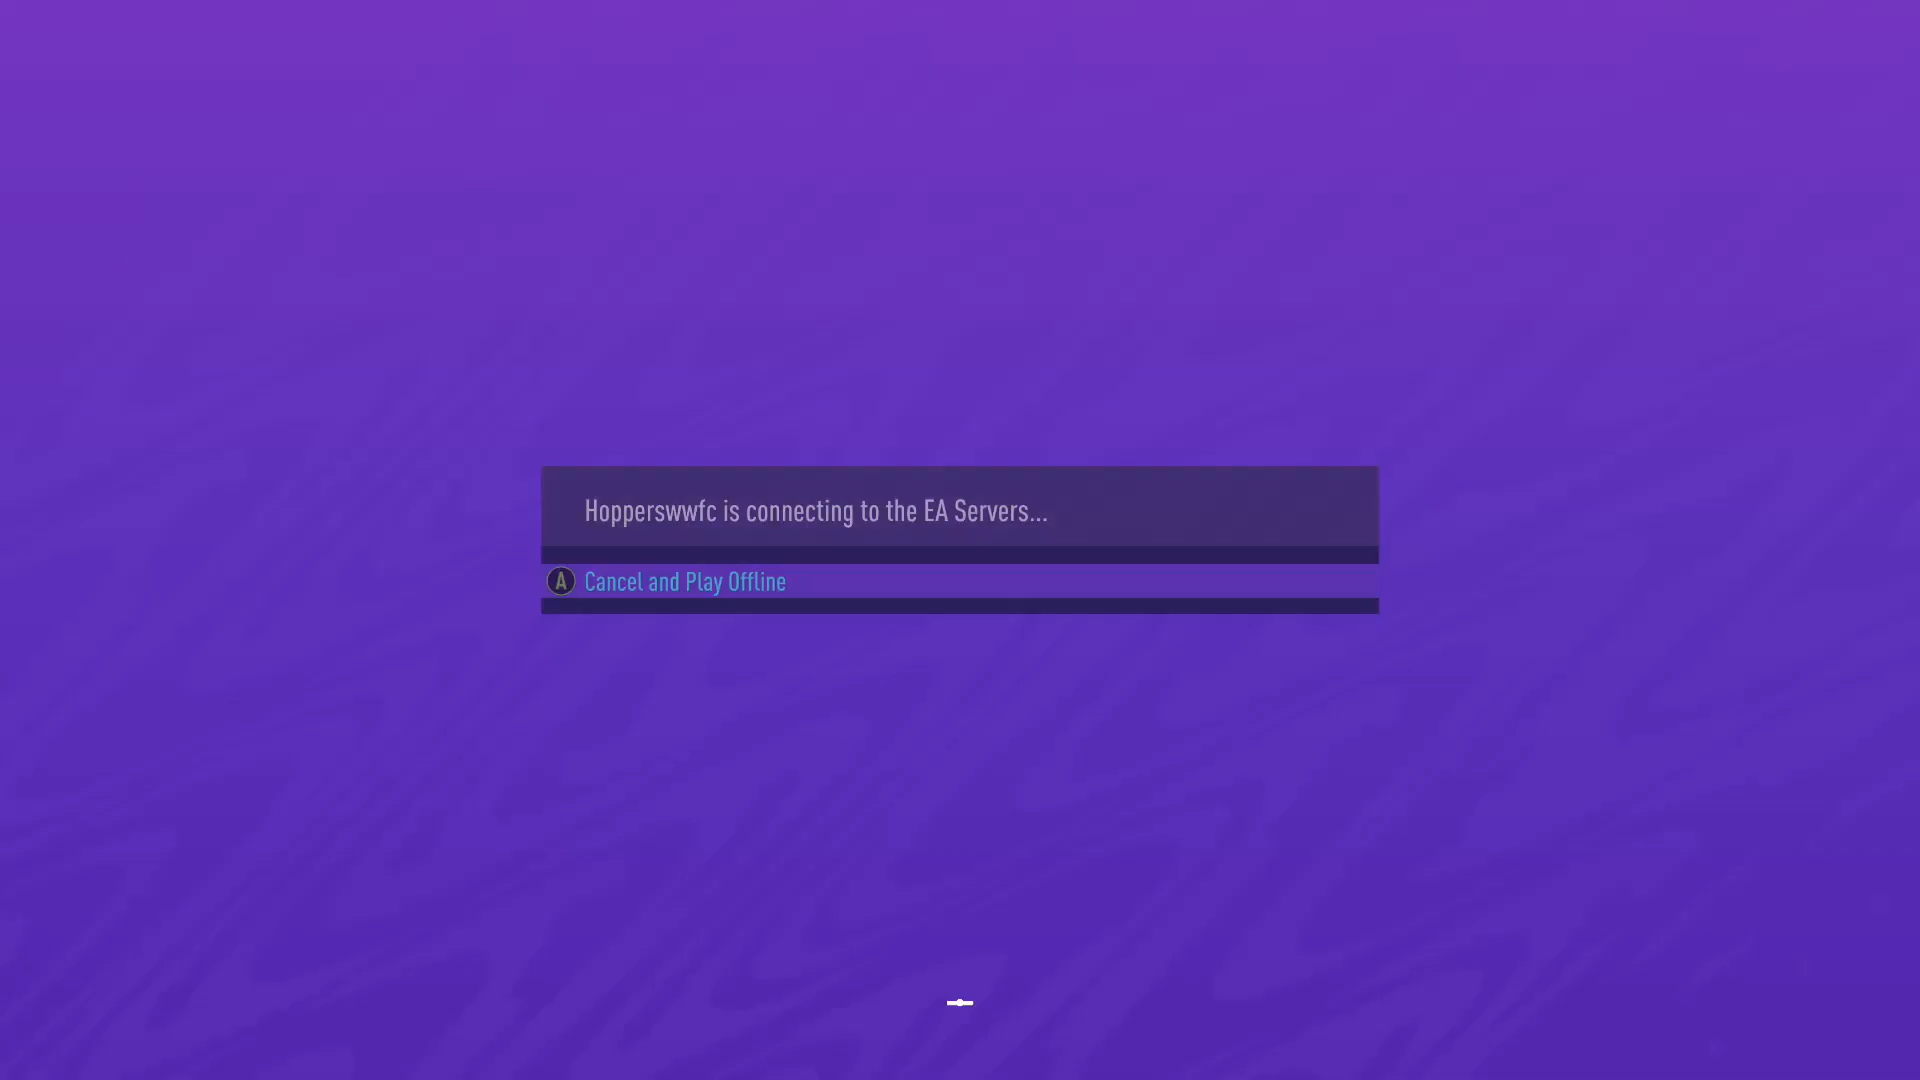 Hopperswwfc is connecting to the EA Servers...
A Cancel and Play Offline